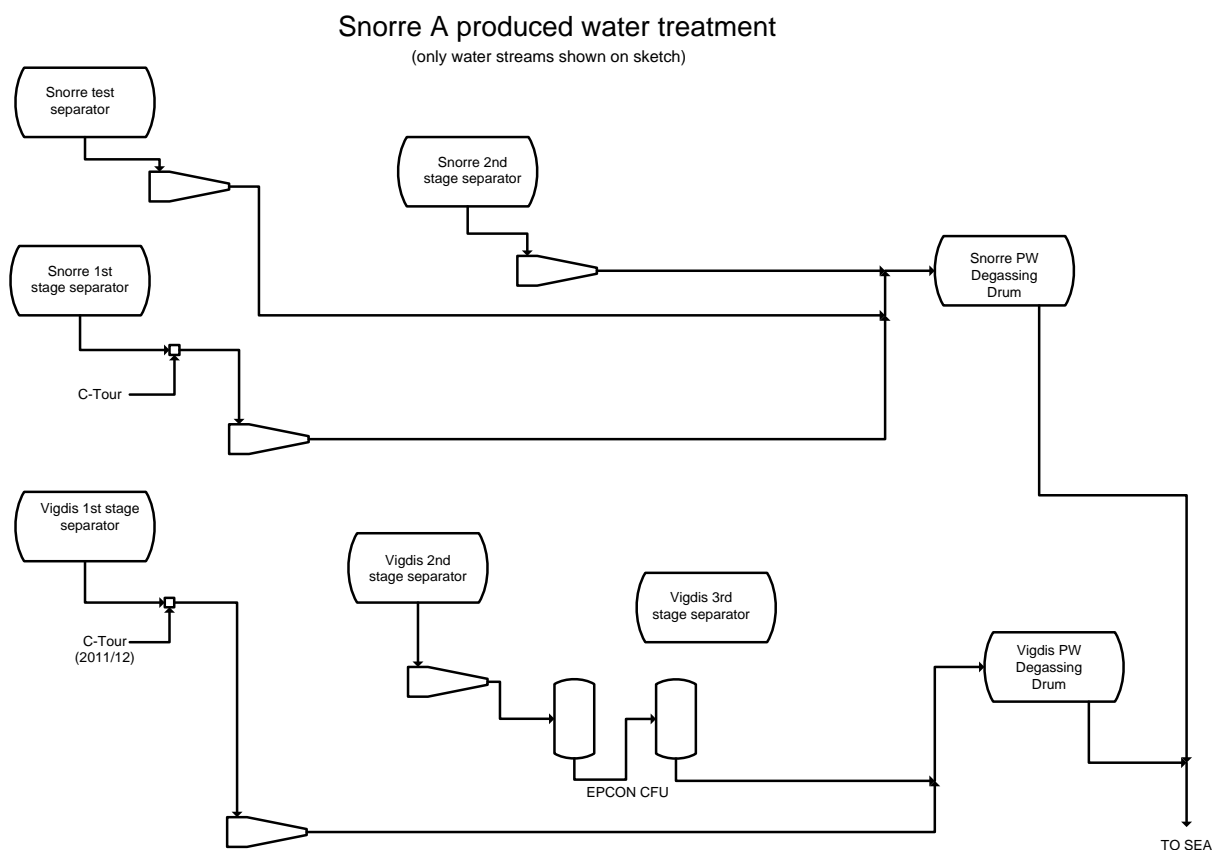 Snorre A produced water treatment
(only water streams shown on sketch)
Snorre test
separator
Snorre 2nd
stage separator
Snorre 1st
stage separator
Snorre PW
Degassing
Drum
C-Tour
Vigdis 1st stage
separator
Vigdis 2nd
stage separator
Vigdis 3rd
stage separator
C-Tour
(2011/12)
Vigdis PW
Degassing
Drum
EPCON CFU
TO SEA